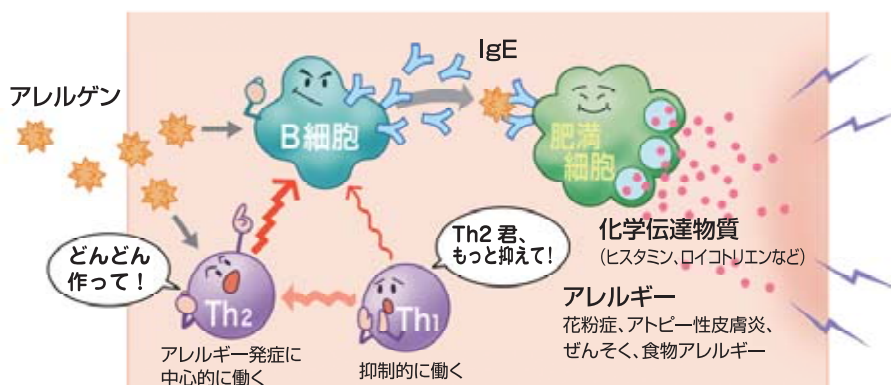 アレルゲン
B細胞
IgE
肥満
細胞
どんどん
作って！
Th2
アレルギー発症に
中心的に働く
Th2 君、
もっと抑えて！
Th1
抑制的に働く
化学伝達物質
（ヒスタミン、ロイコトリエンなど）
アレルギー
花粉症、アトピー性皮膚炎、
ぜんそく、食物アレルギー